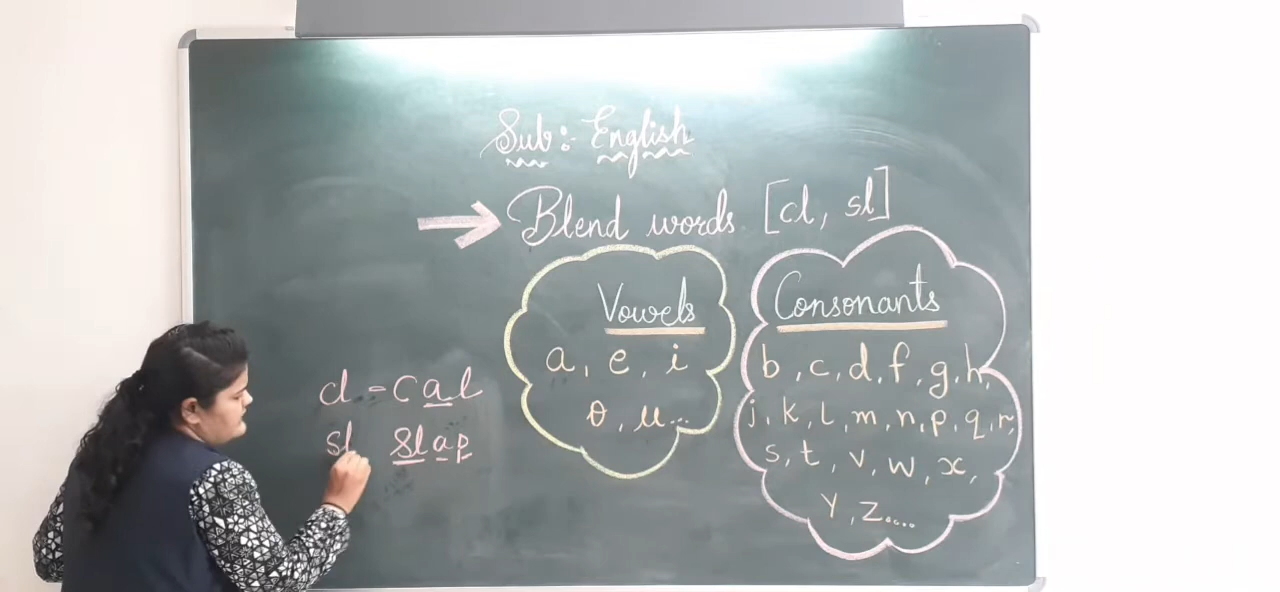 Sub:- English
Blend words [cl, sl]
Vowels
a, e, i
o, u...
Consonants
b, c, d, f, g, h,
j, k, l, m, n, p, q, r,
s, t, v, w, x,
y, z....
cl = cal
sl slap